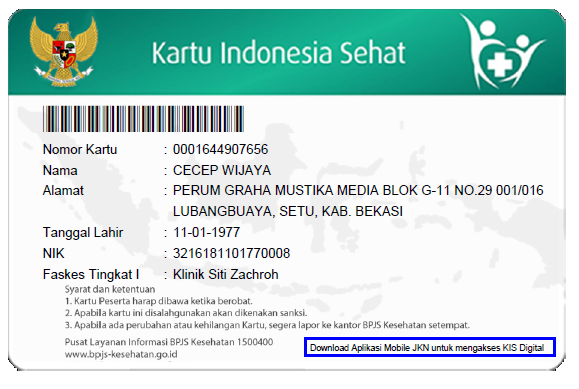 Kartu Indonesia Sehat
Nomor Kartu : 0001644907656
Nama : CECEP WIJAYA
Alamat : PERUM GRAHA MUSTIKA MEDIA BLOK G-11 NO.29 001/016
LUBANGBUAYA, SETU, KAB. BEKASI
Tanggal Lahir : 11-01-1977
NIK : 3216181101770008
Faskes Tingkat I : Klinik Siti Zachroh
Syarat dan ketentuan
1. Kartu Peserta harap dibawa ketika berobat.
2. Apabila kartu ini disalahgunakan akan dikenakan sanksi.
3. Apabila ada perubahan atau kehilangan Kartu, segera lapor ke kantor BPJS Kesehatan setempat.
Pusat Layanan Informasi BPJS Kesehatan 1500400
www.bpjs-kesehatan.go.id
Download Aplikasi Mobile JKN untuk mengakses KIS Digital